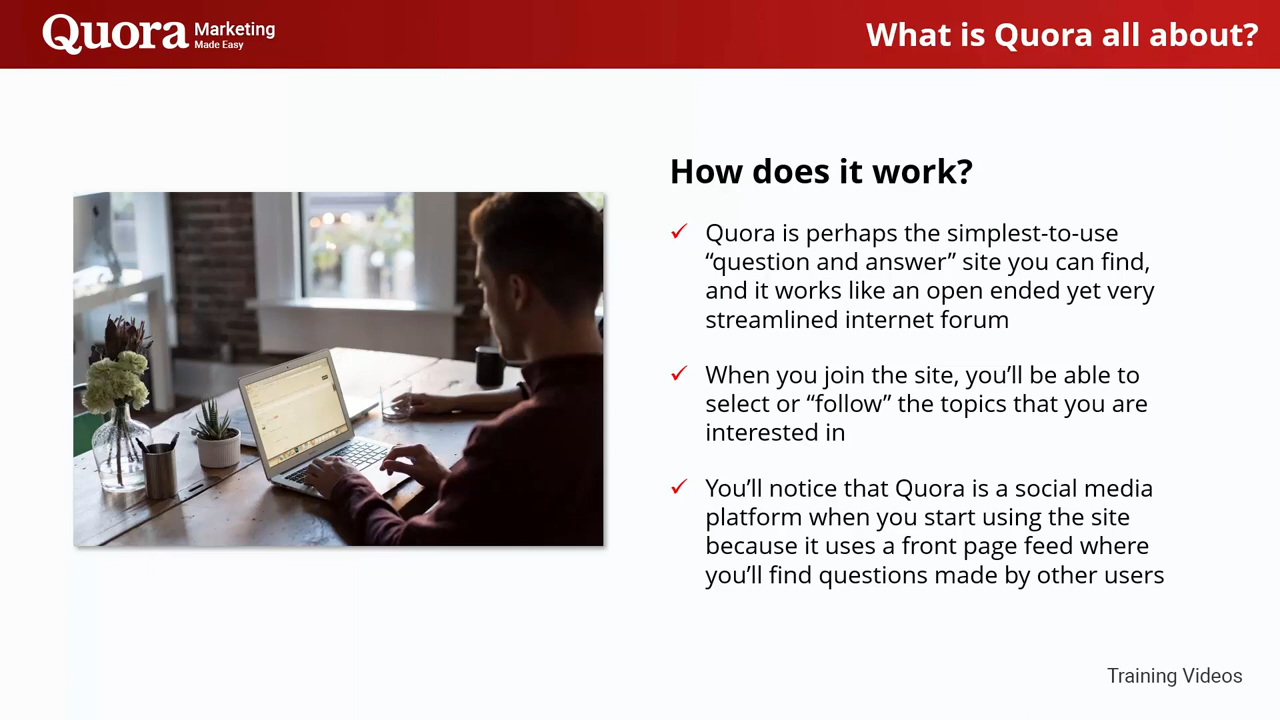 Quora Marketing
Made Easy
What is Quora all about?
How does it work?
Quora is perhaps the simplest-to-use
“question and answer” site you can find,
and it works like an open ended yet very
streamlined internet forum
When you join the site, you’ll be able to
select or “follow” the topics that you are
interested in
You’ll notice that Quora is a social media
platform when you start using the site
because it uses a front page feed where
you’ll find questions made by other users
Training Videos